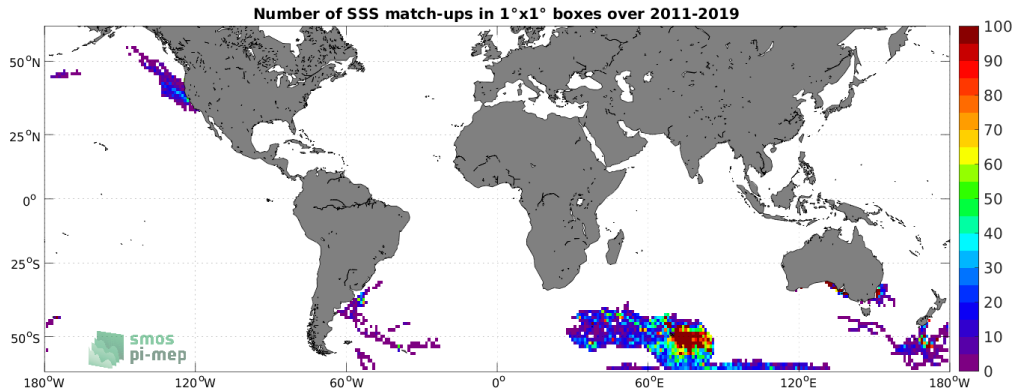 Number of SSS match-ups in 1°x1° boxes over 2011-2019
50°N
25°N
0°
25°S
50°S
180°W
120°W
60°W
0°
60°E
120°E
180°W
100
90
80
70
60
50
40
30
20
10
0
smos
pi-mep